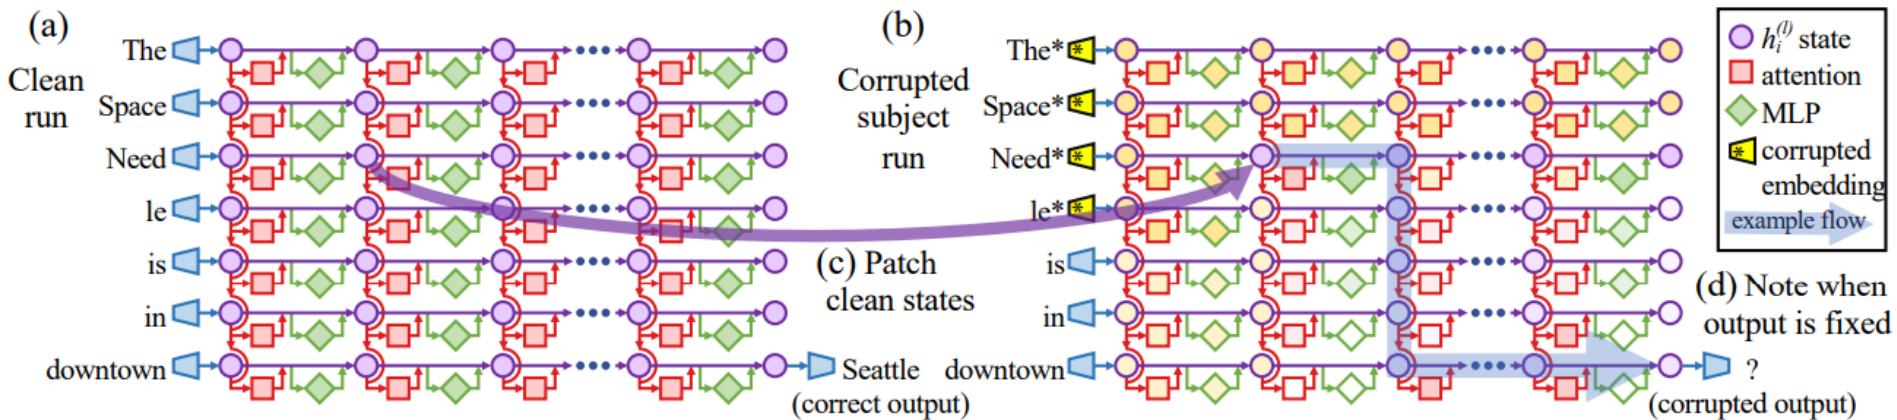 (a)
Clean
run
The
Space
Need
le
is
in
downtown
Seattle
(correct output)
(c) Patch
clean states
(b)
Corrupted
subject
run
The*
Space*
Need*
le*
is
in
downtown
*
*
*
*
?
(corrupted output)
(d) Note when
output is fixed
h_i^{(l)} state
attention
MLP
* corrupted
embedding
example flow